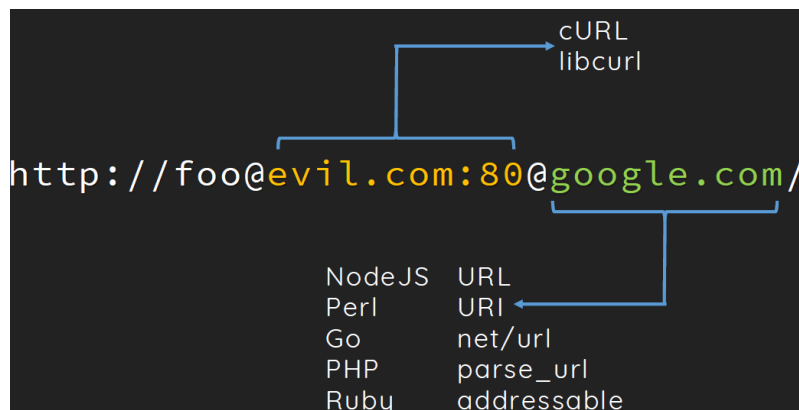 cURL
libcurl
http://foo@evil.com:80@google.com/
NodeJS URL
Perl URI
Go net/url
PHP parse_url
Ruby addressable